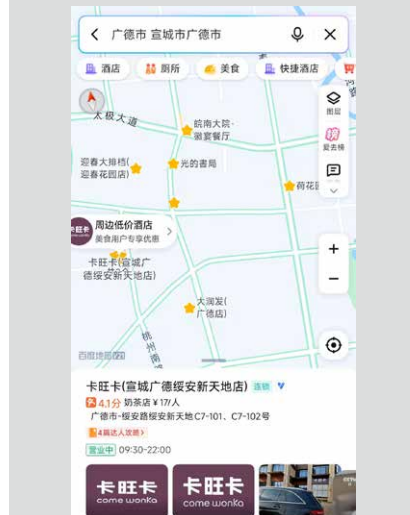 广德市 宣城市广德市
酒店
厕所
美食
快捷酒店
太极大道
皖南大院·
徽宴餐厅
图层
迎春大排档(
迎春花园店)
光的書局
爱去榜
荷花
周边低价酒店
美食用户专享优惠
卡旺卡(宣城广
德绥安新天地店)
+
大润发(
广德店)
−
桃州南
百度地图
卡旺卡(宣城广德绥安新天地店) 连锁
4.1分 奶茶店 ¥17/人
广德市-绥安路绥安新天地C7-101、C7-102号
4篇达人攻略>
营业中 09:30-22:00
卡旺卡
come wonka
卡旺卡
come wonka